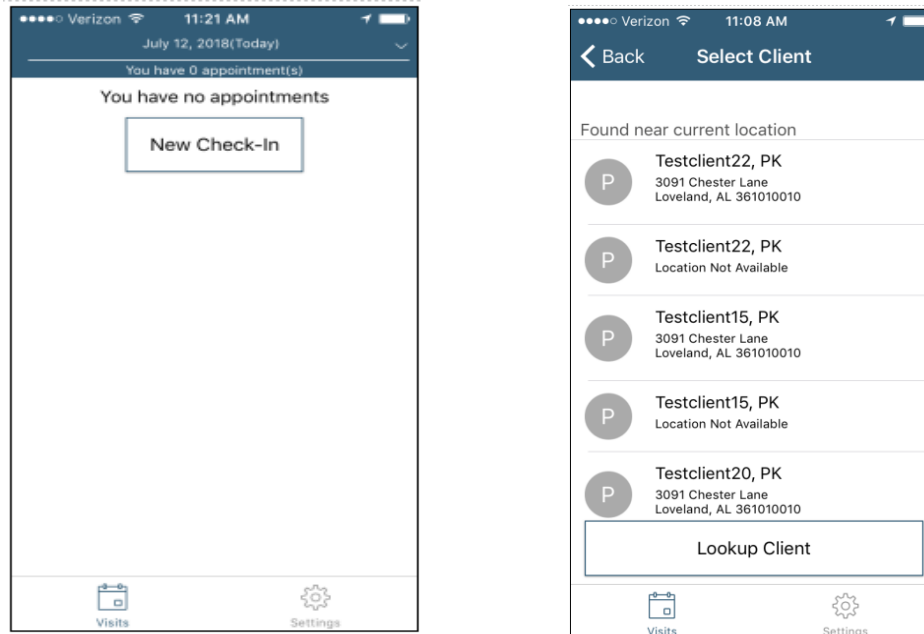 Verizon 11:21 AM
July 12, 2018(Today)
You have 0 appointment(s)
You have no appointments
New Check-In
Visits
Settings
Verizon 11:08 AM
Back
Select Client
Found near current location
P
Testclient22, PK
3091 Chester Lane
Loveland, AL 361010010
P
Testclient22, PK
Location Not Available
P
Testclient15, PK
3091 Chester Lane
Loveland, AL 361010010
P
Testclient15, PK
Location Not Available
P
Testclient20, PK
3091 Chester Lane
Loveland, AL 361010010
Lookup Client
Visits
Settings